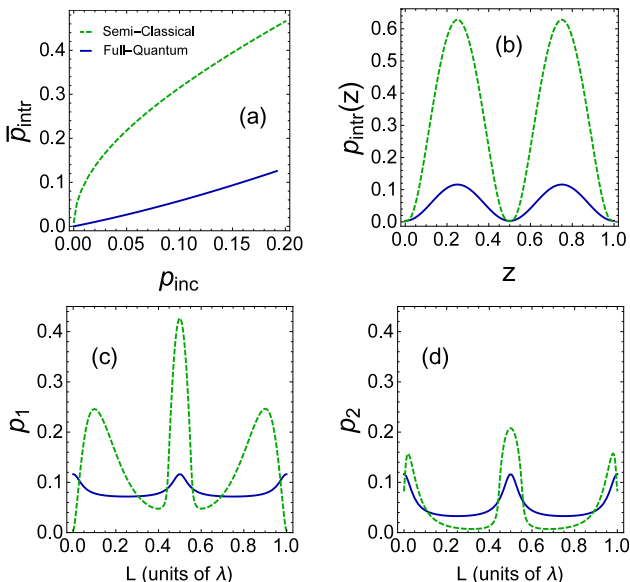 Semi-Classical
Full-Quantum
(a)
p̅intr
0.4
0.3
0.2
0.1
0.0
0.00 0.05 0.10 0.15 0.20
pinc
(b)
pintr(z)
0.6
0.5
0.4
0.3
0.2
0.1
0.0
0.0 0.2 0.4 0.6 0.8 1.0
z
(c)
p1
0.4
0.3
0.2
0.1
0.0
0.0 0.2 0.4 0.6 0.8 1.0
L (units of λ)
(d)
p2
0.4
0.3
0.2
0.1
0.0
0.0 0.2 0.4 0.6 0.8 1.0
L (units of λ)